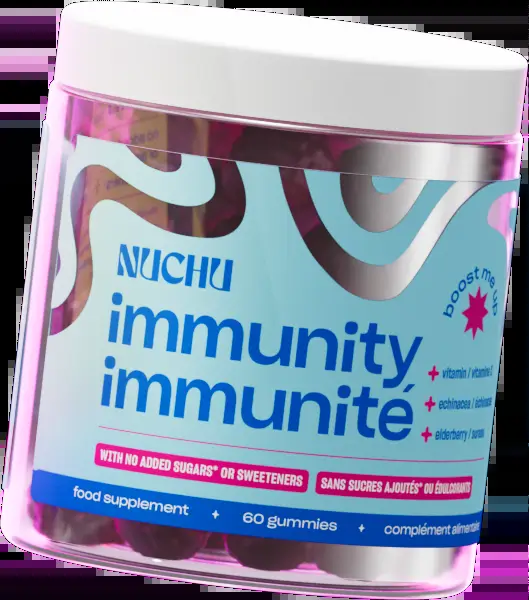 NUCHU
immunity
immunité
boost me up
+ vitamin / vitamine
+ echinacea / échinacé
+ elderberry / sureau
WITH NO ADDED SUGARS* OR SWEETENERS
SANS SUCRES AJOUTÉS* OU ÉDULCORANTS
food supplement + 60 gummies + complément alimentaire